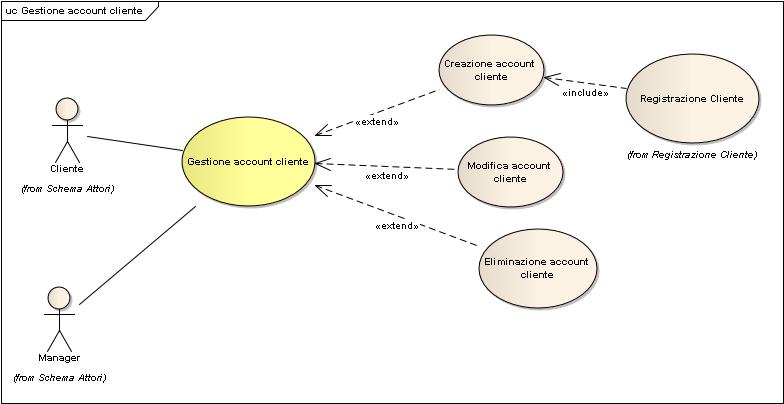 uc Gestione account cliente
Creazione account
cliente
«include»
Registrazione Cliente
(from Registrazione Cliente)
«extend»
Cliente
(from Schema Attori)
Gestione account cliente
Modifica account
cliente
«extend»
«extend»
Eliminazione account
cliente
Manager
(from Schema Attori)